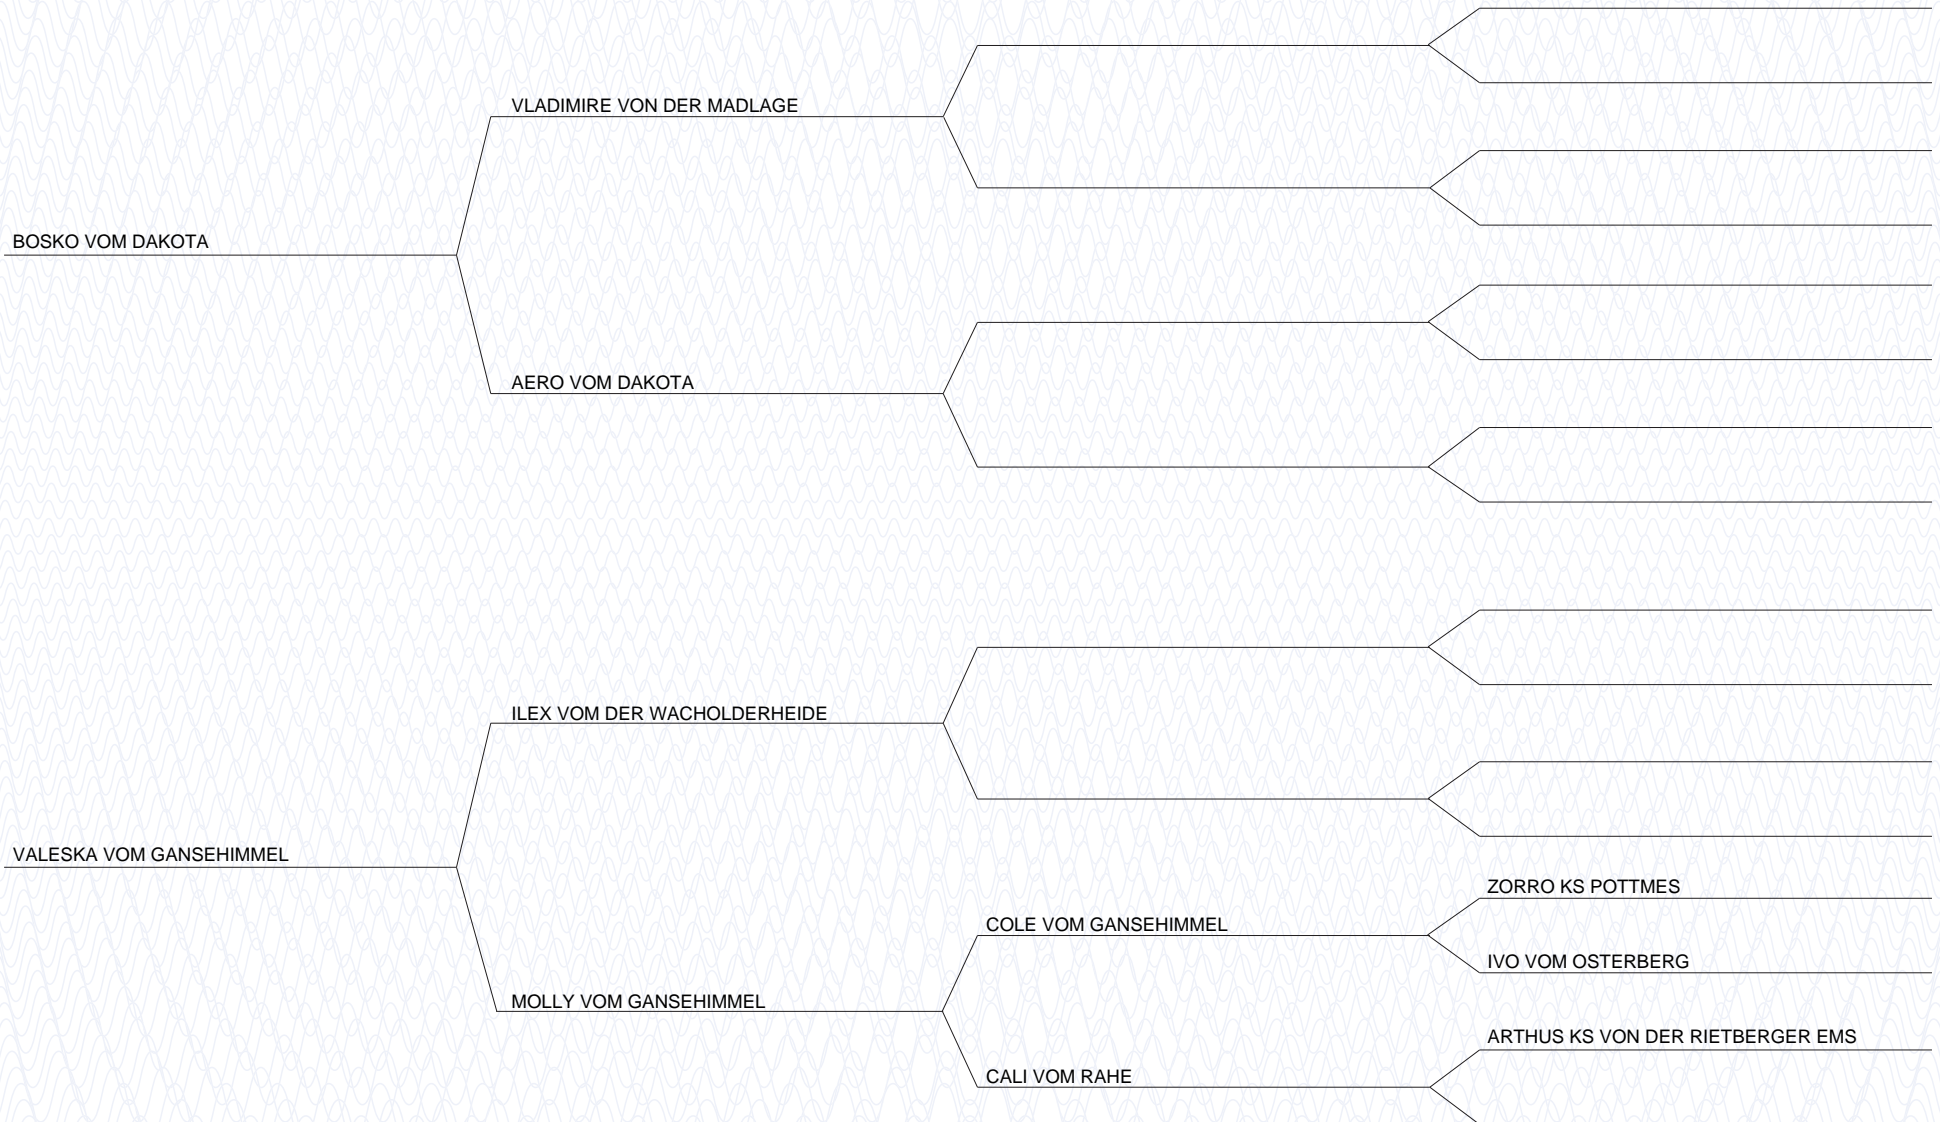 VLADIMIRE VON DER MADLAGE
BOSKO VOM DAKOTA
AERO VOM DAKOTA
ILEX VOM DER WACHOLDERHEIDE
VALESKA VOM GANSEHIMMEL
ZORRO KS POTTMES
COLE VOM GANSEHIMMEL
IVO VOM OSTERBERG
MOLLY VOM GANSEHIMMEL
ARTHUS KS VON DER RIETBERGER EMS
CALI VOM RAHE